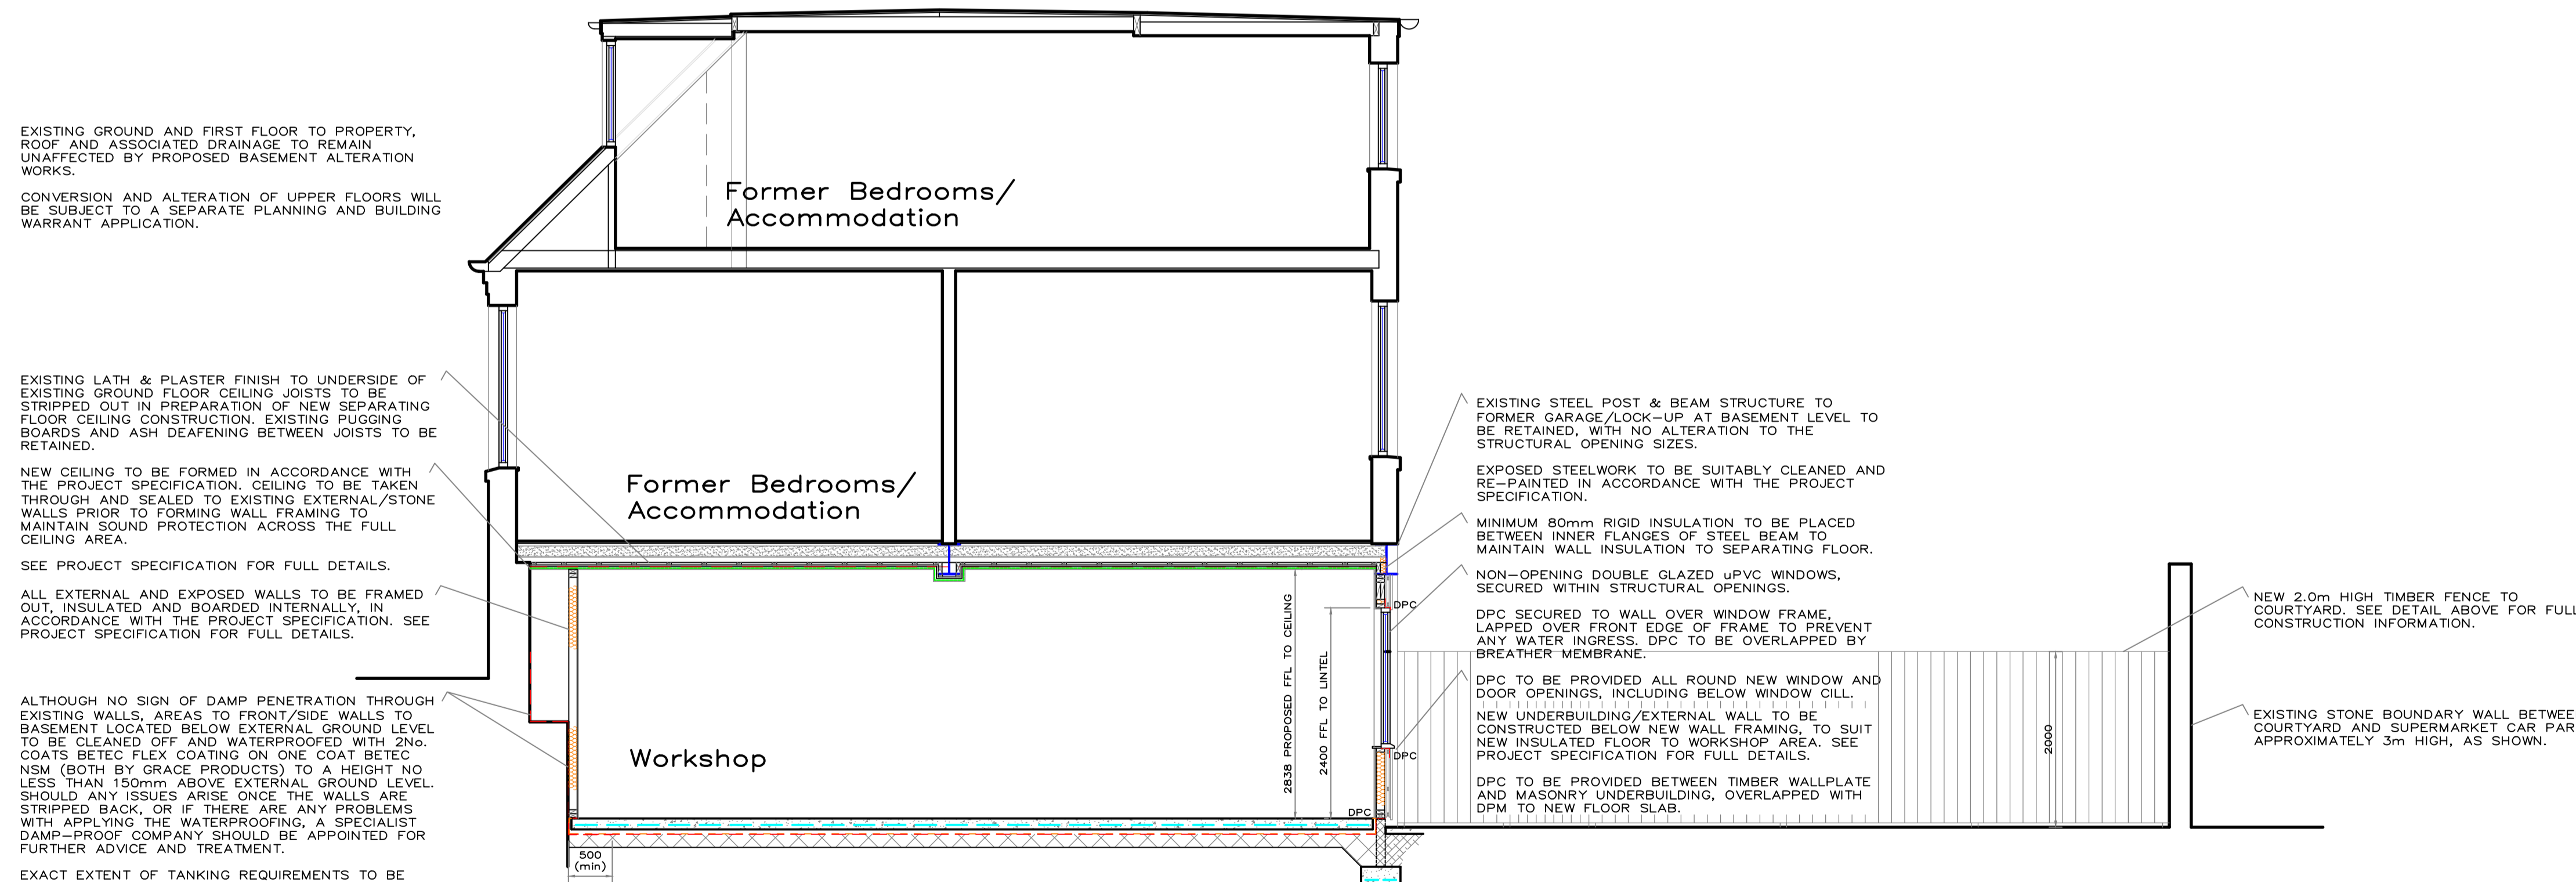 EXISTING GROUND AND FIRST FLOOR TO PROPERTY,
ROOF AND ASSOCIATED DRAINAGE TO REMAIN
UNAFFECTED BY PROPOSED BASEMENT ALTERATION
WORKS.
CONVERSION AND ALTERATION OF UPPER FLOORS WILL
BE SUBJECT TO A SEPARATE PLANNING AND BUILDING
WARRANT APPLICATION.
EXISTING LATH & PLASTER FINISH TO UNDERSIDE OF
EXISTING GROUND FLOOR CEILING JOISTS TO BE
STRIPPED OUT IN PREPARATION OF NEW SEPARATING
FLOOR CEILING CONSTRUCTION. EXISTING PUGGING
BOARDS AND ASH DEAFENING BETWEEN JOISTS TO BE
RETAINED.
NEW CEILING TO BE FORMED IN ACCORDANCE WITH
THE PROJECT SPECIFICATION. CEILING TO BE TAKEN
THROUGH AND SEALED TO EXISTING EXTERNAL/STONE
WALLS PRIOR TO FORMING WALL FRAMING TO
MAINTAIN SOUND PROTECTION ACROSS THE FULL
CEILING AREA.
SEE PROJECT SPECIFICATION FOR FULL DETAILS.
ALL EXTERNAL AND EXPOSED WALLS TO BE FRAMED
OUT, INSULATED AND BOARDED INTERNALLY, IN
ACCORDANCE WITH THE PROJECT SPECIFICATION. SEE
PROJECT SPECIFICATION FOR FULL DETAILS.
ALTHOUGH NO SIGN OF DAMP PENETRATION THROUGH
EXISTING WALLS, AREAS TO FRONT/SIDE WALLS TO
BASEMENT LOCATED BELOW EXTERNAL GROUND LEVEL
TO BE CLEANED OFF AND WATERPROOFED WITH 2No.
COATS BETEC FLEX COATING ON ONE COAT BETEC
NSM (BOTH BY GRACE PRODUCTS) TO A HEIGHT NO
LESS THAN 150mm ABOVE EXTERNAL GROUND LEVEL.
SHOULD ANY ISSUES ARISE ONCE THE WALLS ARE
STRIPPED BACK, OR IF THERE ARE ANY PROBLEMS
WITH APPLYING THE WATERPROOFING, A SPECIALIST
DAMP-PROOF COMPANY SHOULD BE APPOINTED FOR
FURTHER ADVICE AND TREATMENT.
EXACT EXTENT OF TANKING REQUIREMENTS TO BE
Former Bedrooms/
Accommodation
Former Bedrooms/
Accommodation
Workshop
2838 PROPOSED FFL TO CEILING
2400 FFL TO LINTEL
DPC
DPC
DPC
500
(min)
EXISTING STEEL POST & BEAM STRUCTURE TO
FORMER GARAGE/LOCK-UP AT BASEMENT LEVEL TO
BE RETAINED, WITH NO ALTERATION TO THE
STRUCTURAL OPENING SIZES.
EXPOSED STEELWORK TO BE SUITABLY CLEANED AND
RE-PAINTED IN ACCORDANCE WITH THE PROJECT
SPECIFICATION.
MINIMUM 80mm RIGID INSULATION TO BE PLACED
BETWEEN INNER FLANGES OF STEEL BEAM TO
MAINTAIN WALL INSULATION TO SEPARATING FLOOR.
NON-OPENING DOUBLE GLAZED uPVC WINDOWS,
SECURED WITHIN STRUCTURAL OPENINGS.
DPC SECURED TO WALL OVER WINDOW FRAME,
LAPPED OVER FRONT EDGE OF FRAME TO PREVENT
ANY WATER INGRESS. DPC TO BE OVERLAPPED BY
BREATHER MEMBRANE.
DPC TO BE PROVIDED ALL ROUND NEW WINDOW AND
DOOR OPENINGS, INCLUDING BELOW WINDOW CILL.
NEW UNDERBUILDING/EXTERNAL WALL TO BE
CONSTRUCTED BELOW NEW WALL FRAMING, TO SUIT
NEW INSULATED FLOOR TO WORKSHOP AREA. SEE
PROJECT SPECIFICATION FOR FULL DETAILS.
DPC TO BE PROVIDED BETWEEN TIMBER WALLPLATE
AND MASONRY UNDERBUILDING, OVERLAPPED WITH
DPM TO NEW FLOOR SLAB.
2000
NEW 2.0m HIGH TIMBER FENCE TO
COURTYARD. SEE DETAIL ABOVE FOR FULL
CONSTRUCTION INFORMATION.
EXISTING STONE BOUNDARY WALL BETWEE
COURTYARD AND SUPERMARKET CAR PAR
APPROXIMATELY 3m HIGH, AS SHOWN.